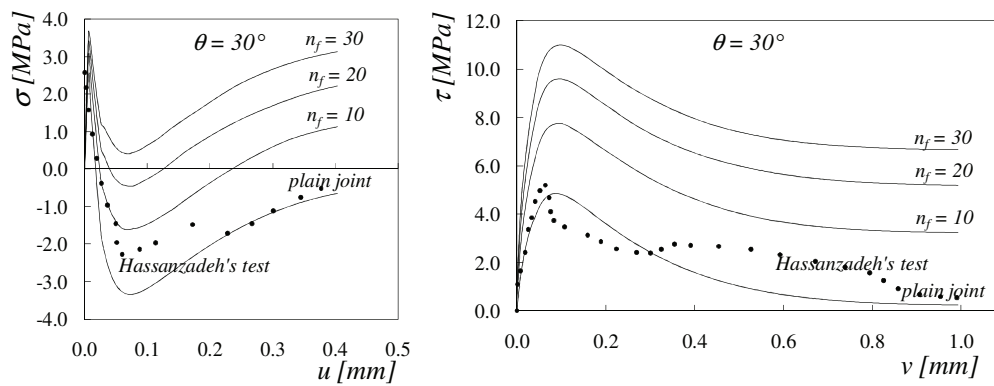 σ [MPa]
4.0
3.0
2.0
1.0
0.0
-1.0
-2.0
-3.0
-4.0
θ = 30°
n_f = 30
n_f = 20
n_f = 10
plain joint
Hassanzadeh's test
0.0 0.1 0.2 0.3 0.4 0.5
u [mm]
τ [MPa]
12.0
10.0
8.0
6.0
4.0
2.0
0.0
θ = 30°
n_f = 30
n_f = 20
n_f = 10
Hassanzadeh's test
plain joint
0.0 0.2 0.4 0.6 0.8 1.0
v [mm]